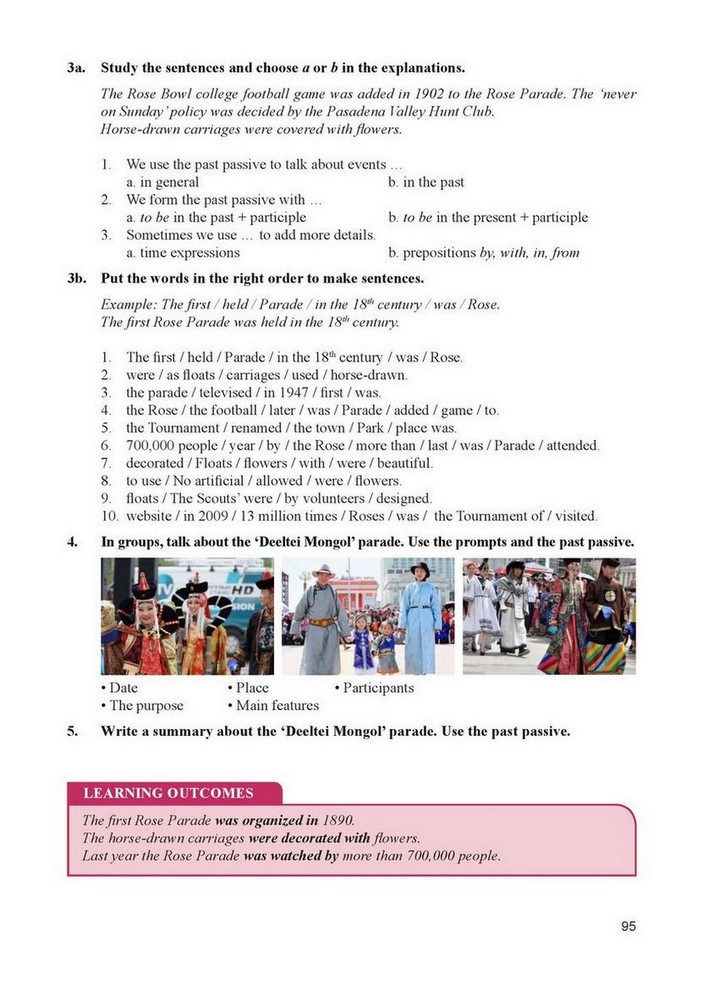 3a. Study the sentences and choose a or b in the explanations.
The Rose Bowl college football game was added in 1902 to the Rose Parade. The ‘never
on Sunday’ policy was decided by the Pasadena Valley Hunt Club.
Horse-drawn carriages were covered with flowers.
1. We use the past passive to talk about events …
a. in general b. in the past
2. We form the past passive with …
a. to be in the past + participle b. to be in the present + participle
3. Sometimes we use … to add more details.
a. time expressions b. prepositions by, with, in, from
3b. Put the words in the right order to make sentences.
Example: The first / held / Parade / in the 18th century / was / Rose.
The first Rose Parade was held in the 18th century.
1. The first / held / Parade / in the 18th century / was / Rose.
2. were / as floats / carriages / used / horse-drawn.
3. the parade / televised / in 1947 / first / was.
4. the Rose / the football / later / was / Parade / added / game / to.
5. the Tournament / renamed / the town / Park / place was.
6. 700,000 people / year / by / the Rose / more than / last / was / Parade / attended.
7. decorated / Floats / flowers / with / were / beautiful.
8. to use / No artificial / allowed / were / flowers.
9. floats / The Scouts’ were / by volunteers / designed.
10. website / in 2009 / 13 million times / Roses / was / the Tournament of / visited.
4. In groups, talk about the ‘Deeltei Mongol’ parade. Use the prompts and the past passive.
TV
HD
SION
• Date • Place • Participants
• The purpose • Main features
5. Write a summary about the ‘Deeltei Mongol’ parade. Use the past passive.
LEARNING OUTCOMES
The first Rose Parade was organized in 1890.
The horse-drawn carriages were decorated with flowers.
Last year the Rose Parade was watched by more than 700,000 people.
95